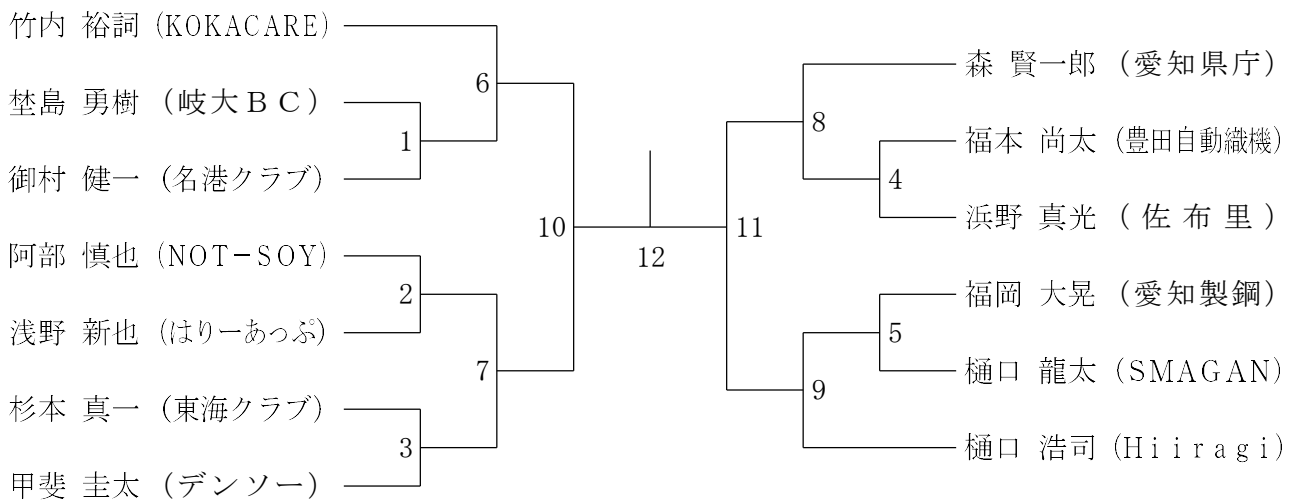 竹内 裕詞 (KOKACARE)
埜島 勇樹 (岐大BC)
御村 健一 (名港クラブ)
阿部 慎也 (NOT-SOY)
浅野 新也 (はりーあっぷ)
杉本 真一 (東海クラブ)
甲斐 圭太 (デンソー)
1
2
3
6
7
10
12
11
8
9
4
5
森 賢一郎 (愛知県庁)
福本 尚太 (豊田自動織機)
浜野 真光 (佐布里)
福岡 大晃 (愛知製鋼)
樋口 龍太 (SMAGAN)
樋口 浩司 (Hiiragi)